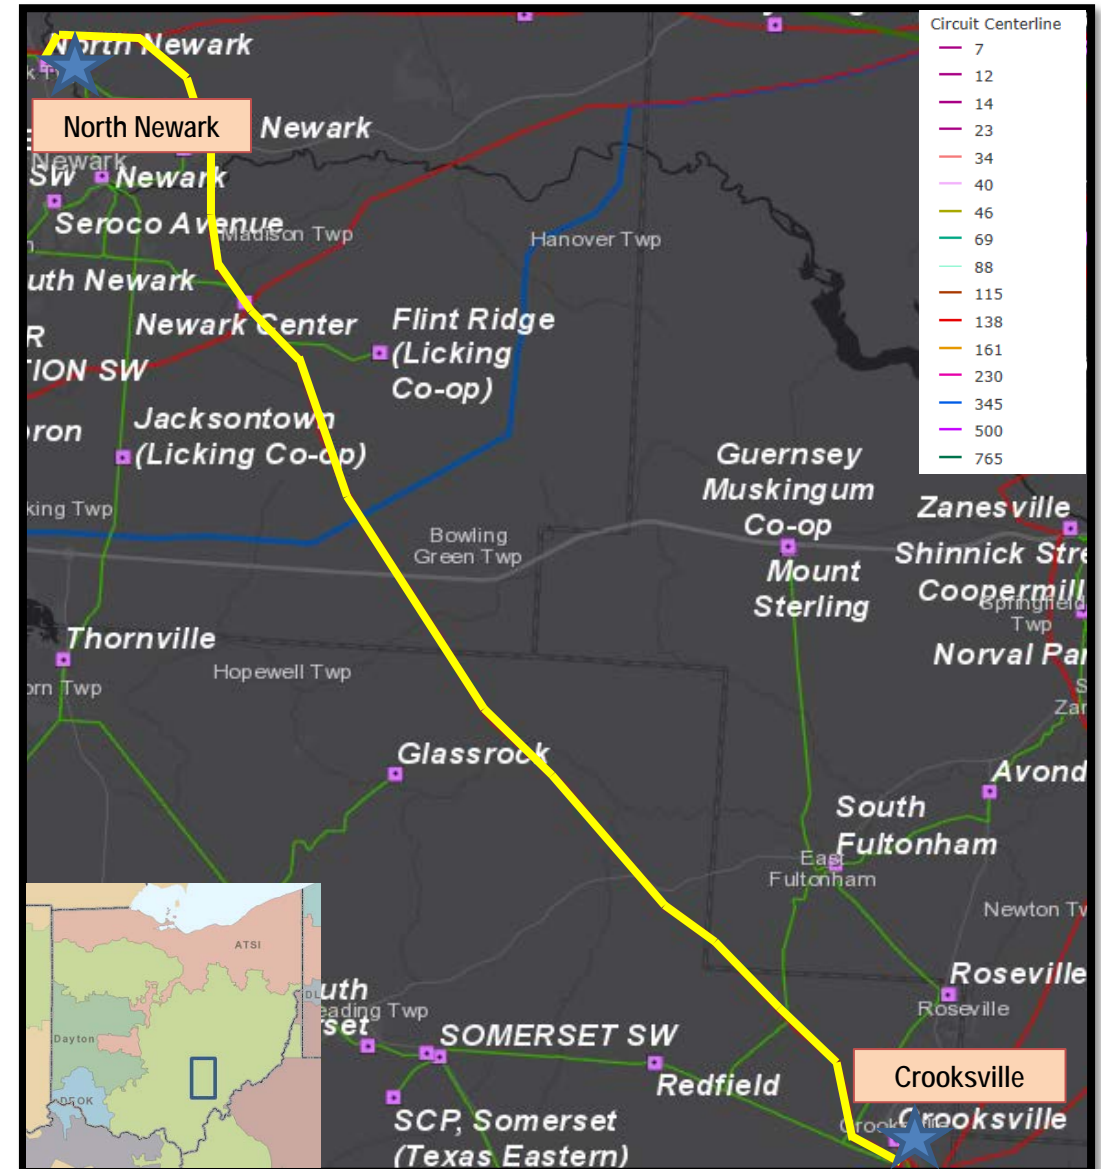 Circuit Centerline
7
12
14
23
34
40
46
69
88
115
138
161
230
345
500
765
North Newark
North Newark
Newark
Newark
SW
Newark
Seroco Avenue
Madison Twp
Hanover Twp
uth Newark
Newark Center
Flint Ridge
(Licking
Co-op)
R
TION SW
Jacksontown
(Licking Co-op)
ron
king Twp
Bowling
Green Twp
Guernsey
Muskingum
Co-op
Mount
Sterling
Zanesville
Shinnick Stre
Coopermill
Springfield
Twp
Norval Par
S
Zan
Thornville
orn Twp
Hopewell Twp
Glassrock
Avond
South
Fultonham
East
Fultonham
Newton Tw
Roseville
Roseville
uth
eading Twp
rset
SOMERSET SW
Redfield
SCP, Somerset
(Texas Eastern)
Crooksville
Crooksville
Crooksville
ATSI
DL
Dayton
DEOK